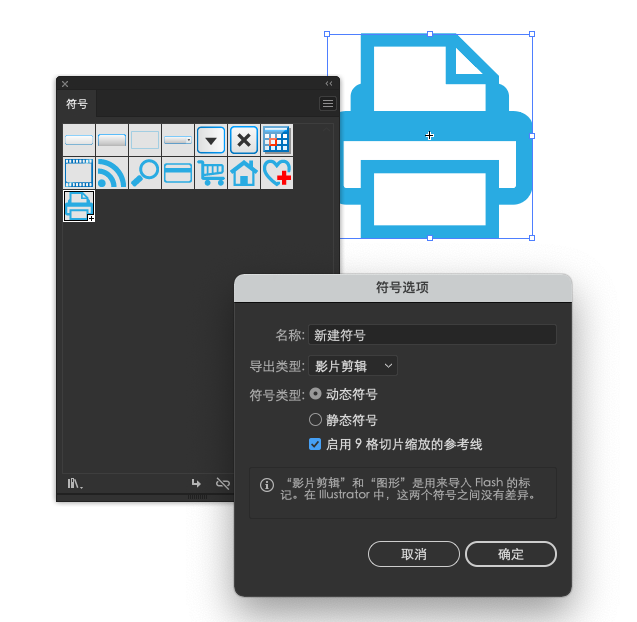 符号
符号选项
名称: 新建符号
导出类型: 影片剪辑
符号类型: 动态符号
静态符号
启用 9 格切片缩放的参考线
“影片剪辑”和“图形”是用来导入 Flash 的标
记。在 Illustrator 中，这两个符号之间没有差异。
取消 确定